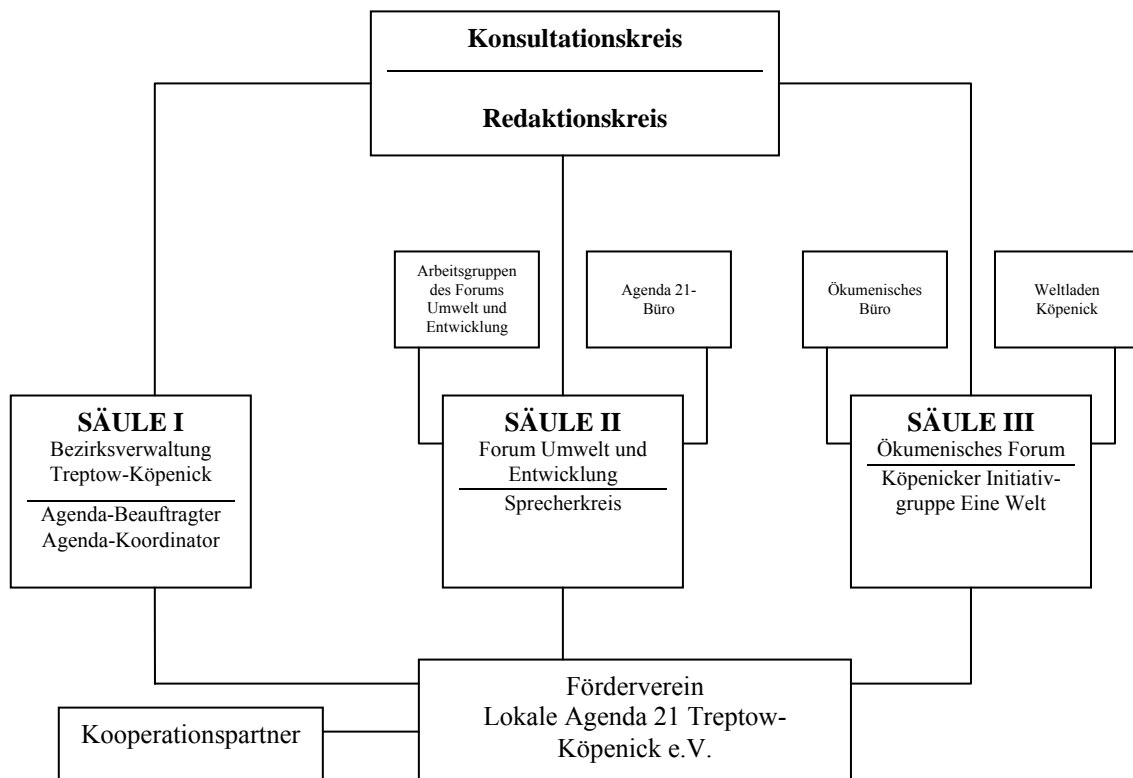 Konsultationskreis
Redaktionskreis
Arbeitsgruppen
des Forums
Umwelt und
Entwicklung
Agenda 21-
Büro
Ökumenisches
Büro
Weltladen
Köpenick
SÄULE I
Bezirksverwaltung
Treptow-Köpenick
Agenda-Beauftragter
Agenda-Koordinator
SÄULE II
Forum Umwelt und
Entwicklung
Sprecherkreis
SÄULE III
Ökumenisches Forum
Köpenicker Initiativ-
gruppe Eine Welt
Förderverein
Lokale Agenda 21 Treptow-
Köpenick e.V.
Kooperationspartner